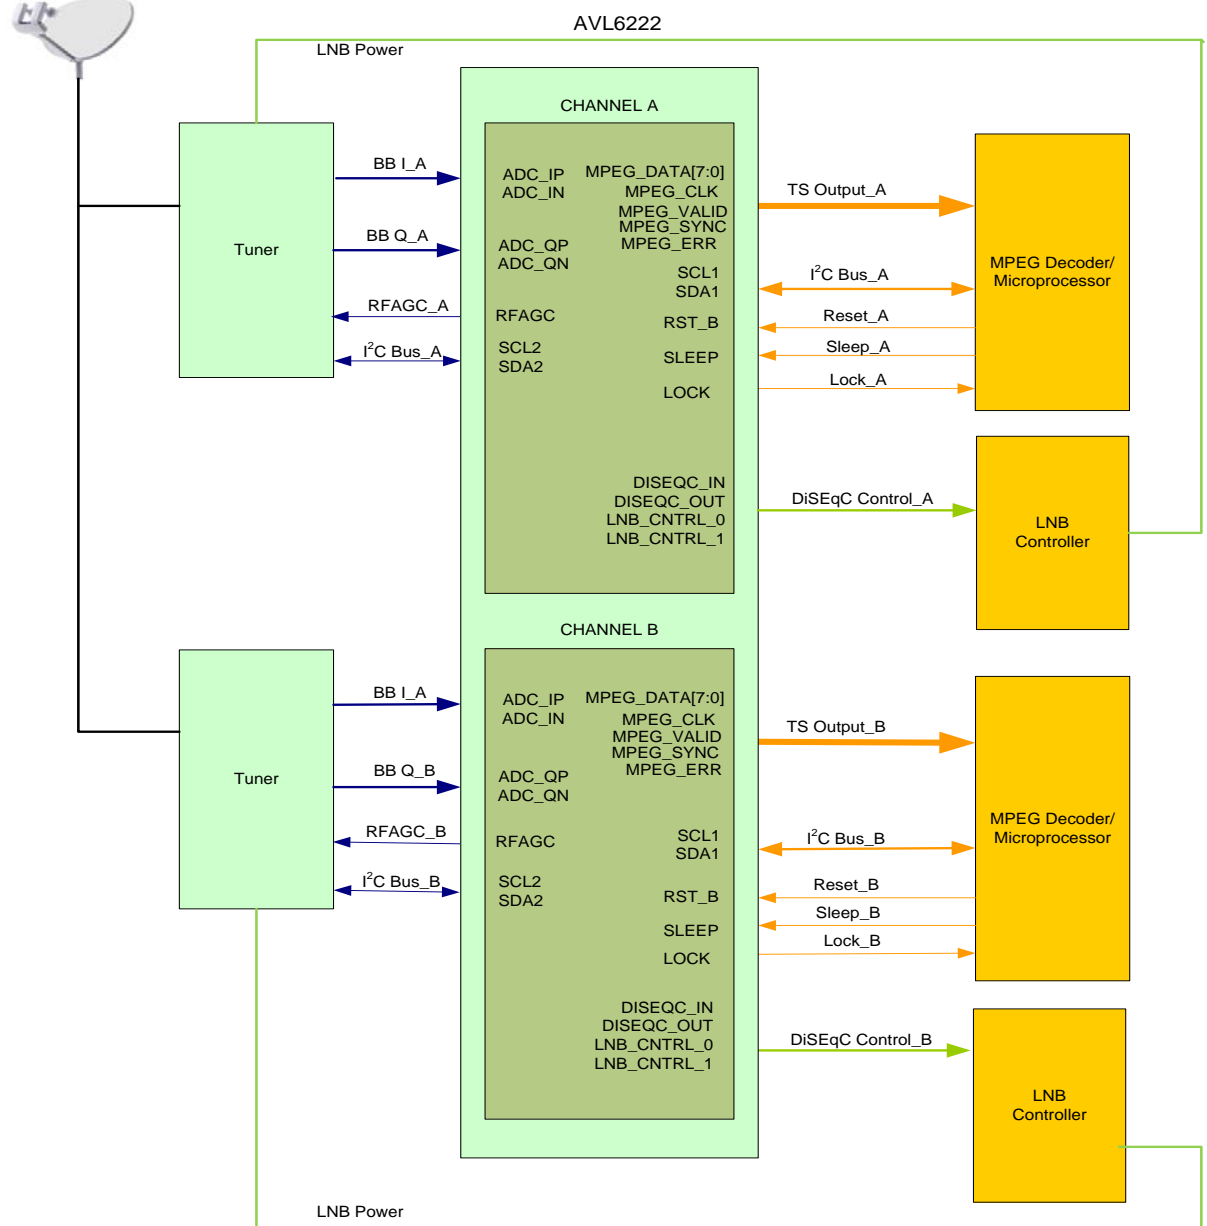 AVL6222
LNB Power
CHANNEL A
Tuner
BB I_A
BB Q_A
RFAGC_A
I²C Bus_A
ADC_IP
ADC_IN
ADC_QP
ADC_QN
RFAGC
SCL2
SDA2
MPEG_DATA[7:0]
MPEG_CLK
MPEG_VALID
MPEG_SYNC
MPEG_ERR
SCL1
SDA1
RST_B
SLEEP
LOCK
DISEQC_IN
DISEQC_OUT
LNB_CNTRL_0
LNB_CNTRL_1
TS Output_A
I²C Bus_A
Reset_A
Sleep_A
Lock_A
DiSEqC Control_A
MPEG Decoder/
Microprocessor
LNB
Controller
CHANNEL B
Tuner
BB I_A
BB Q_B
RFAGC_B
I²C Bus_B
ADC_IP
ADC_IN
ADC_QP
ADC_QN
RFAGC
SCL2
SDA2
MPEG_DATA[7:0]
MPEG_CLK
MPEG_VALID
MPEG_SYNC
MPEG_ERR
SCL1
SDA1
RST_B
SLEEP
LOCK
DISEQC_IN
DISEQC_OUT
LNB_CNTRL_0
LNB_CNTRL_1
TS Output_B
I²C Bus_B
Reset_B
Sleep_B
Lock_B
DiSEqC Control_B
MPEG Decoder/
Microprocessor
LNB
Controller
LNB Power